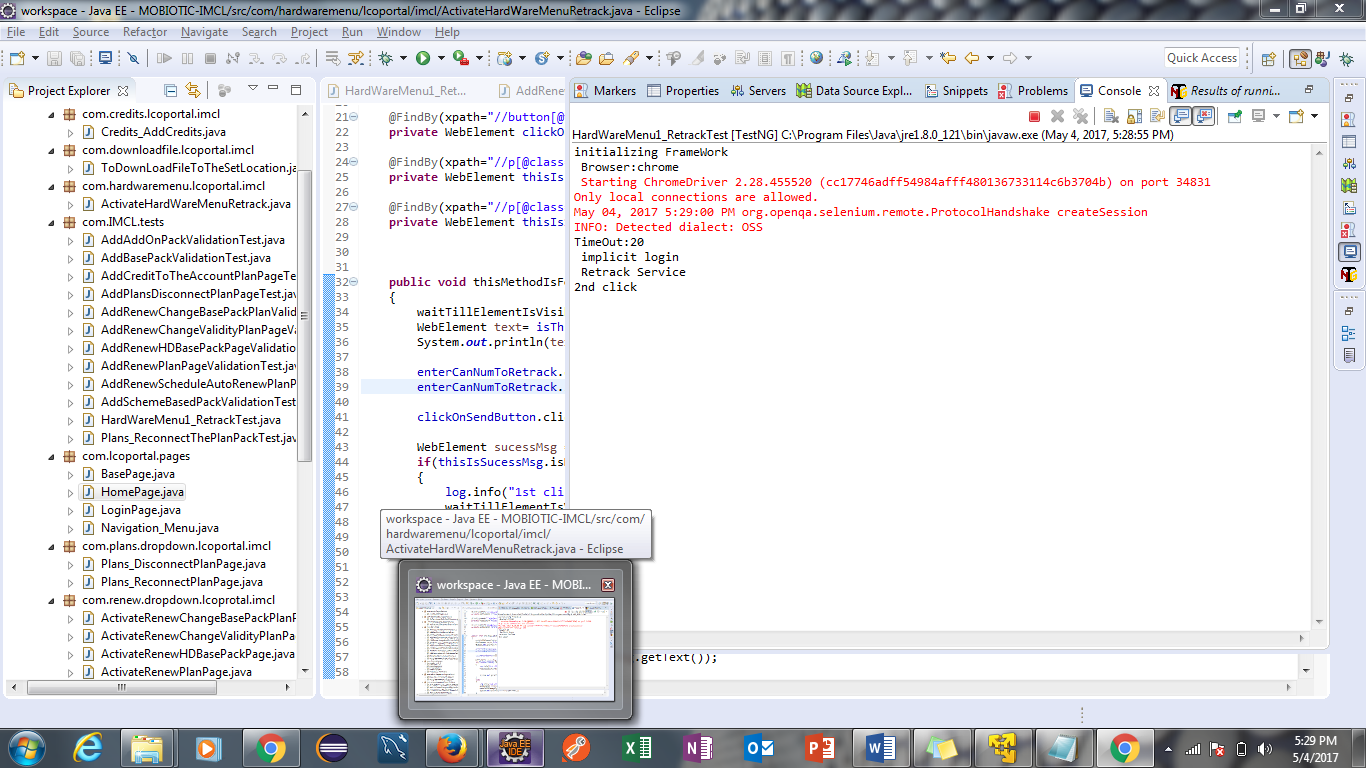 workspace - Java EE - MOBIOTIC-IMCL/src/com/hardwaremenu/lcoportal/imcl/ActivateHardWareMenuRetrack.java - Eclipse
File Edit Source Refactor Navigate Search Project Run Window Help
Quick Access
Project Explorer
com.credits.lcoportal.imcl
Credits_AddCredits.java
com.downloadfile.lcoportal.imcl
ToDownLoadFileToTheSetLocation.ja
com.hardwaremenu.lcoportal.imcl
ActivateHardWareMenuRetrack.java
com.IMCL.tests
AddAddOnPackValidationTest.java
AddBasePackValidationTest.java
AddCreditToTheAccountPlanPageTe
AddPlansDisconnectPlanPageTest.jav
AddRenewChangeBasePackPlanValid
AddRenewChangeValidityPlanPageVa
AddRenewHDBasePackPageValidatio
AddRenewPlanPageValidationTest.jav
AddRenewScheduleAutoRenewPlanP
AddSchemeBasedPackValidationTest
HardWareMenu1_RetrackTest.java
Plans_ReconnectThePlanPackTest.jav
com.lcoportal.pages
BasePage.java
HomePage.java
LoginPage.java
Navigation_Menu.java
com.plans.dropdown.lcoportal.imcl
Plans_DisconnectPlanPage.java
Plans_ReconnectPlanPage.java
com.renew.dropdown.lcoprotal.imcl
ActivateRenewChangeBasePackPlanP
ActivateRenewChangeValidityPlanPa
ActivateRenewHDBasePackPage.java
ActivateRenewPlanPage.java
HardWareMenu1_Ret...
AddRene
21 @FindBy(xpath="//button[@
22 private WebElement clickO
23
24 @FindBy(xpath="//p[@class
25 private WebElement thisIs
26
27 @FindBy(xpath="//p[@class
28 private WebElement thisIs
29
30
31
32 public void thisMethodIsF
33 {
34 waitTillElementIsVisi
35 WebElement text= isTh
36 System.out.println(te
37
38 enterCanNumToRetrack.
39 enterCanNumToRetrack.
40
41 clickOnSendButton.cli
42
43 WebElement sucessMsg
44 if(thisIsSucessMsg.is
45 {
46 log.info("1st cli
47 waitTillElementIs
48
49
50
51
52
53
54
55
56
57 .getText());
58
Markers Properties Servers Data Source Expl... Snippets Problems Console Results of runni...
HardWareMenu1_RetrackTest [TestNG] C:\Program Files\Java\jre1.8.0_121\bin\javaw.exe (May 4, 2017, 5:28:55 PM)
initializing FrameWork
Browser:chrome
Starting ChromeDriver 2.28.455520 (cc17746adff54984afff480136733114c6b3704b) on port 34831
Only local connections are allowed.
May 04, 2017 5:29:00 PM org.openqa.selenium.remote.ProtocolHandshake createSession
INFO: Detected dialect: OSS
TimeOut:20
implicit login
Retrack Service
2nd click
workspace - Java EE - MOBIOTIC-IMCL/src/com/
hardwaremenu/lcoportal/imcl/
ActivateHardWareMenuRetrack.java - Eclipse
workspace - Java EE - MOBI...
Java EE
IDE
5:29 PM
5/4/2017